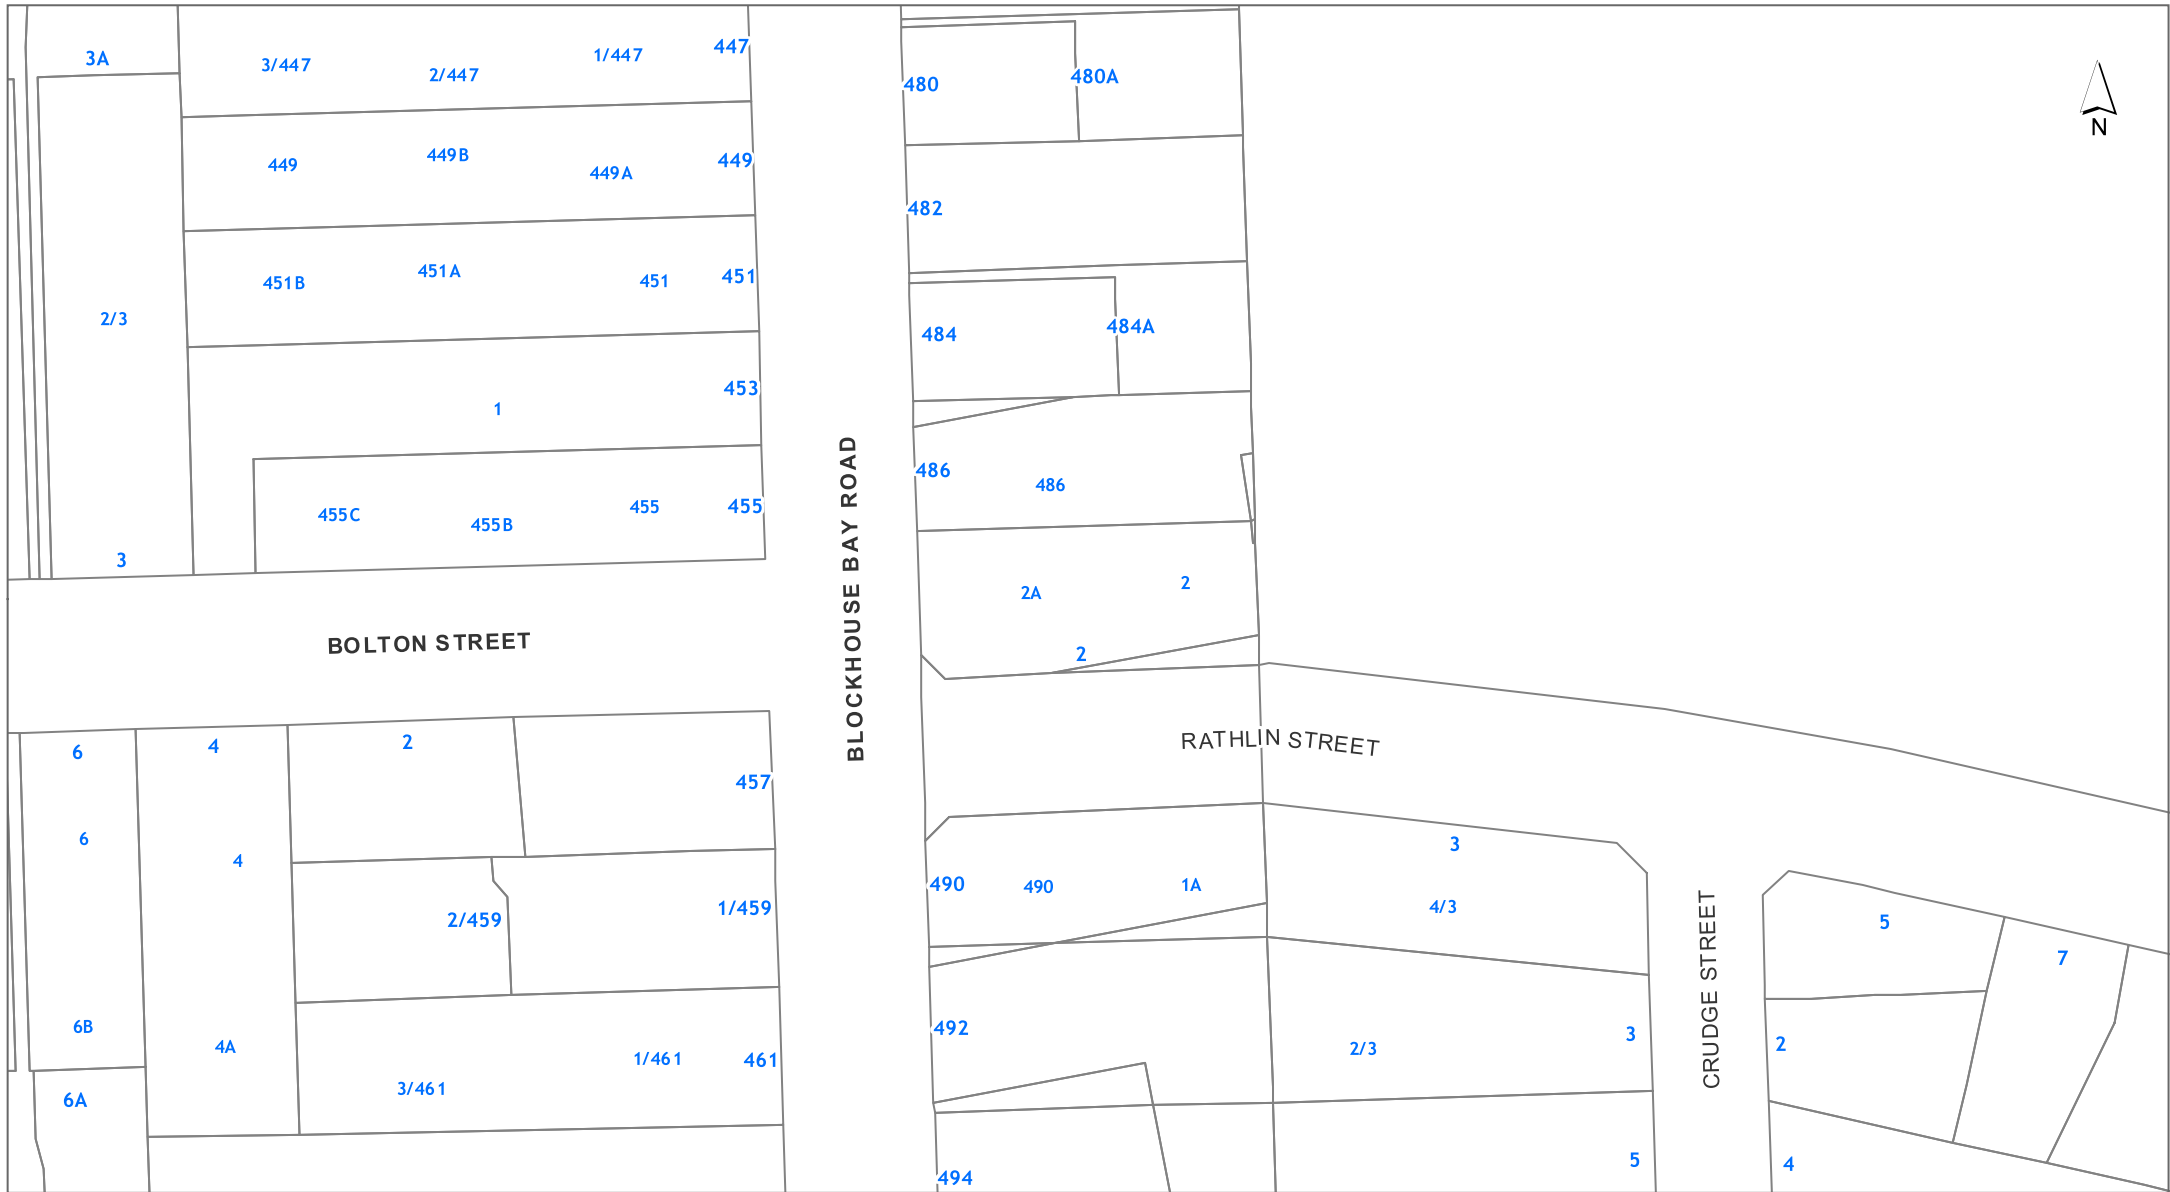 3A
3/447
2/447
1/447
447
480
480A
N
449
449B
449A
449
482
451B
451A
451
451
2/3
484
484A
1
453
486
486
455C
455B
455
455
3
2A
2
BOLTON STREET
BLOCKHOUSE BAY ROAD
2
RATHLIN STREET
6
4
2
457
6
4
3
490
490
1A
4/3
2/459
1/459
CRUDGE STREET
5
7
6B
4A
492
3
2/3
2
1/461
461
3/461
6A
5
4
494